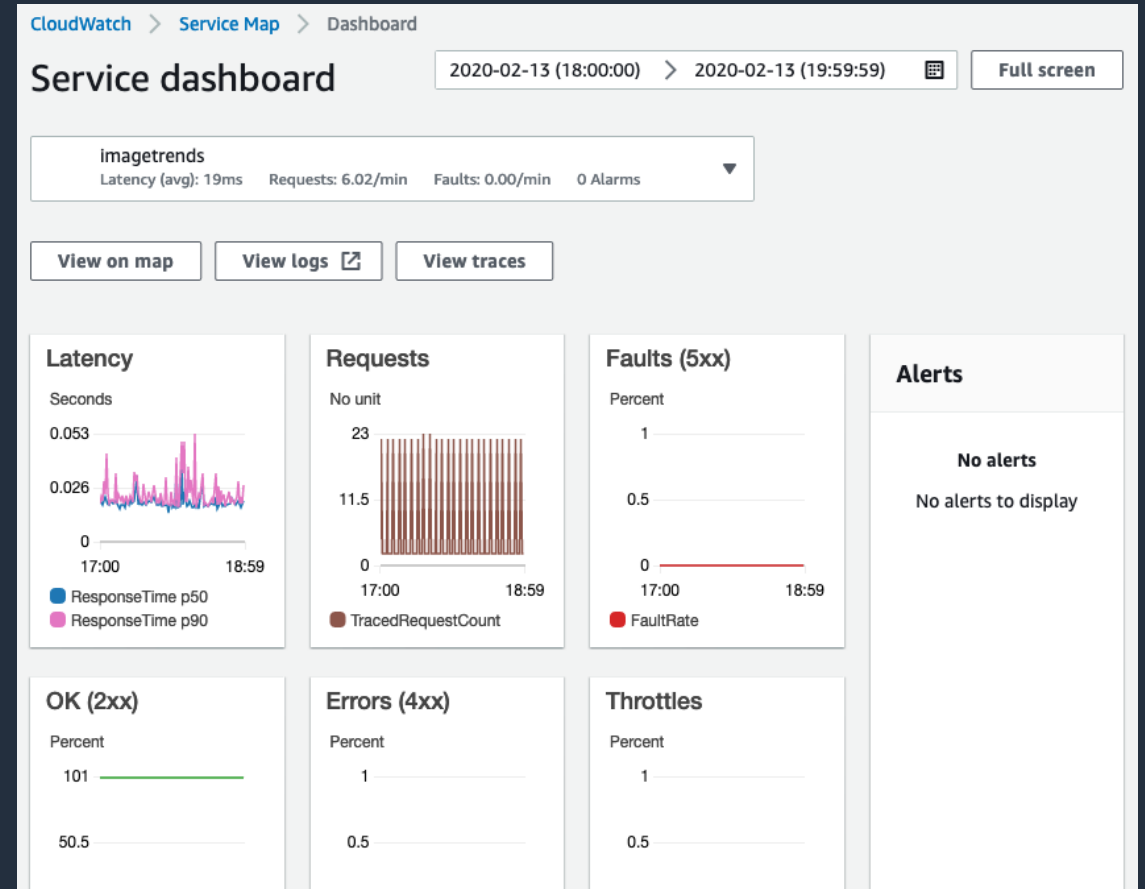 CloudWatch > Service Map > Dashboard
Service dashboard
2020-02-13 (18:00:00) > 2020-02-13 (19:59:59)
Full screen
imagetrends
Latency (avg): 19ms Requests: 6.02/min Faults: 0.00/min 0 Alarms
View on map
View logs
View traces
Latency
Seconds
0.053
0.026
0
17:00 18:59
ResponseTime p50
ResponseTime p90
Requests
No unit
23
11.5
0
17:00 18:59
TracedRequestCount
Faults (5xx)
Percent
1
0.5
0
17:00 18:59
FaultRate
Alerts
No alerts
No alerts to display
OK (2xx)
Percent
101
50.5
Errors (4xx)
Percent
1
0.5
Throttles
Percent
1
0.5